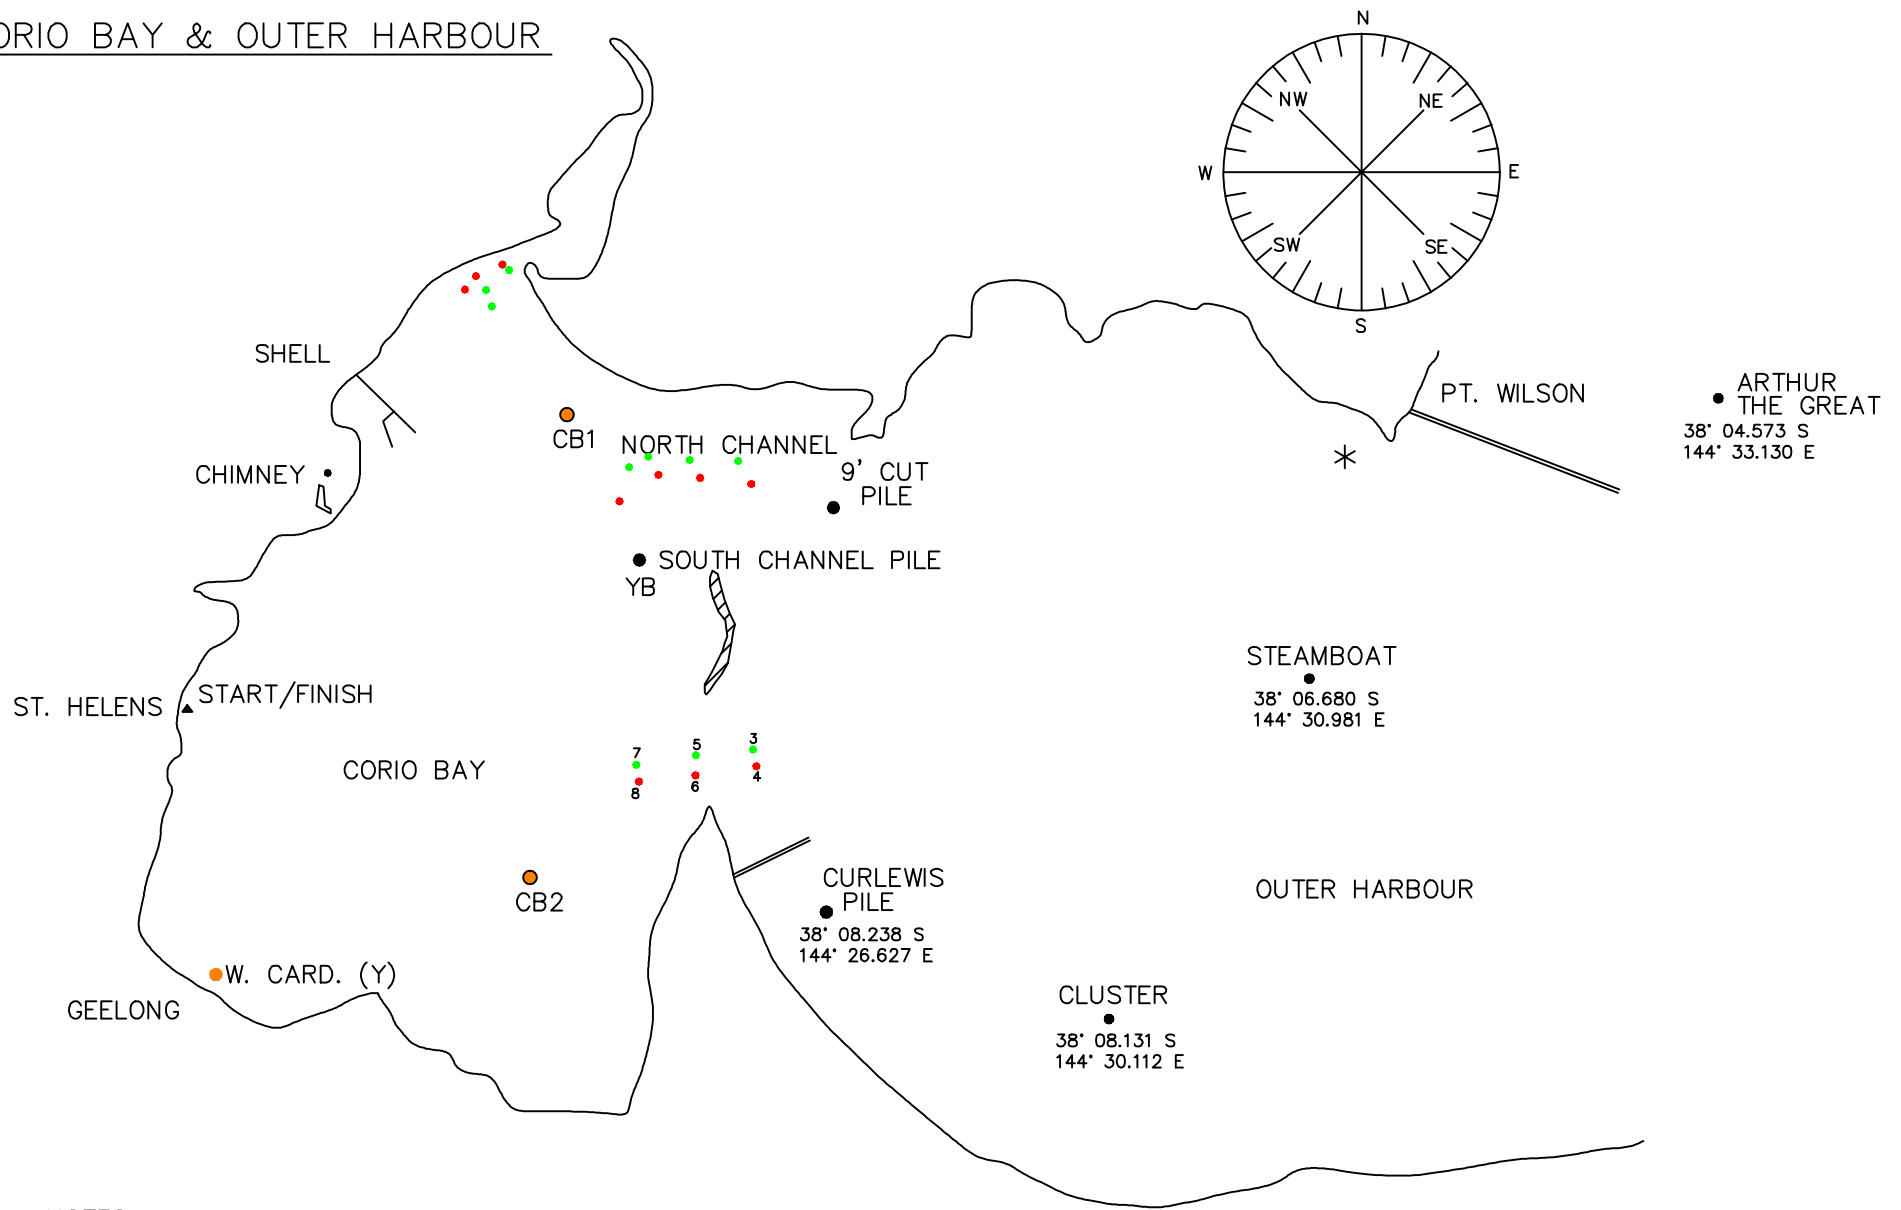 ORIO BAY & OUTER HARBOUR
N
NW
NE
W
E
SW
SE
S
SHELL
PT. WILSON
ARTHUR
THE GREAT
38° 04.573 S
144° 33.130 E
CB1
NORTH CHANNEL
CHIMNEY
9' CUT
PILE
SOUTH CHANNEL PILE
YB
STEAMBOAT
38° 06.680 S
144° 30.981 E
START/FINISH
ST. HELENS
CORIO BAY
7
5
3
8
6
4
CURLEWIS
PILE
38° 08.238 S
144° 26.627 E
OUTER HARBOUR
CB2
W. CARD. (Y)
GEELONG
CLUSTER
38° 08.131 S
144° 30.112 E